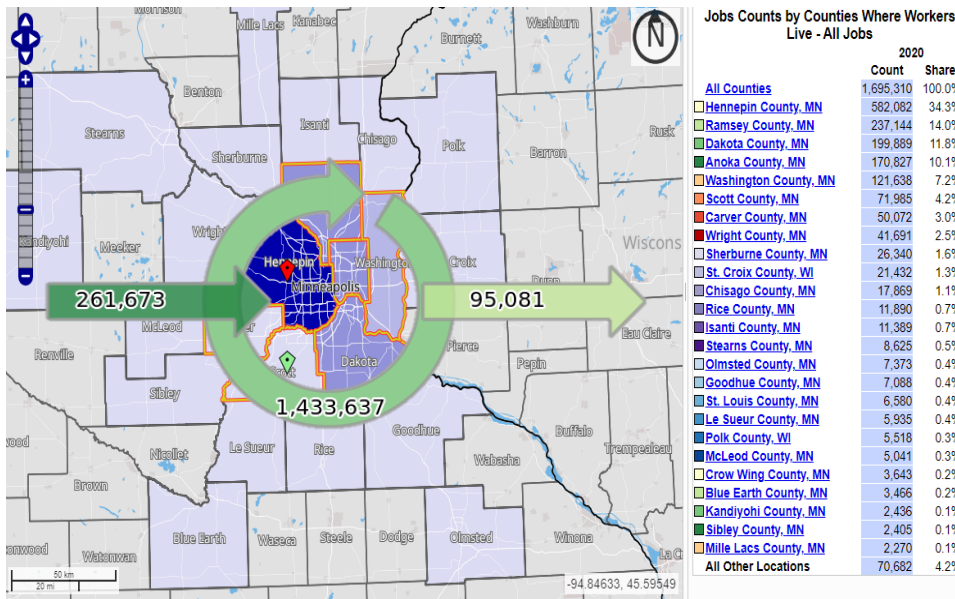 Morrison
Mille Lacs
Kanabec
Burnett
Washburn
N
Benton
Stearns
Isanti
Chisago
Polk
Rusk
Sherburne
Barron
Kandiyohi
Meeker
Wright
Hennepin
Washington
Croix
Wiscons
Dunn
Minneapolis
261,673
95,081
McLeod
er
Renville
Pierce
Eau Claire
Dakota
Pepin
Scott
Sibley
1,433,637
Goodhue
Buffalo
Le Sueur
Rice
Trempealeau
Nicollet
Wabasha
Brown
Blue Earth
Waseca
Steele
Dodge
Olmsted
Winona
onwood
Watonwan
La C
50 km
20 mi
-94.84633, 45.59549
Jobs Counts by Counties Where Workers
Live - All Jobs
2020
Count Share
All Counties 1,695,310 100.0%
Hennepin County, MN 582,082 34.3%
Ramsey County, MN 237,144 14.0%
Dakota County, MN 199,889 11.8%
Anoka County, MN 170,827 10.1%
Washington County, MN 121,638 7.2%
Scott County, MN 71,985 4.2%
Carver County, MN 50,072 3.0%
Wright County, MN 41,691 2.5%
Sherburne County, MN 26,340 1.6%
St. Croix County, WI 21,432 1.3%
Chisago County, MN 17,869 1.1%
Rice County, MN 11,890 0.7%
Isanti County, MN 11,389 0.7%
Stearns County, MN 8,625 0.5%
Olmsted County, MN 7,373 0.4%
Goodhue County, MN 7,088 0.4%
St. Louis County, MN 6,580 0.4%
Le Sueur County, MN 5,935 0.4%
Polk County, WI 5,518 0.3%
McLeod County, MN 5,041 0.3%
Crow Wing County, MN 3,643 0.2%
Blue Earth County, MN 3,466 0.2%
Kandiyohi County, MN 2,436 0.1%
Sibley County, MN 2,405 0.1%
Mille Lacs County, MN 2,270 0.1%
All Other Locations 70,682 4.2%